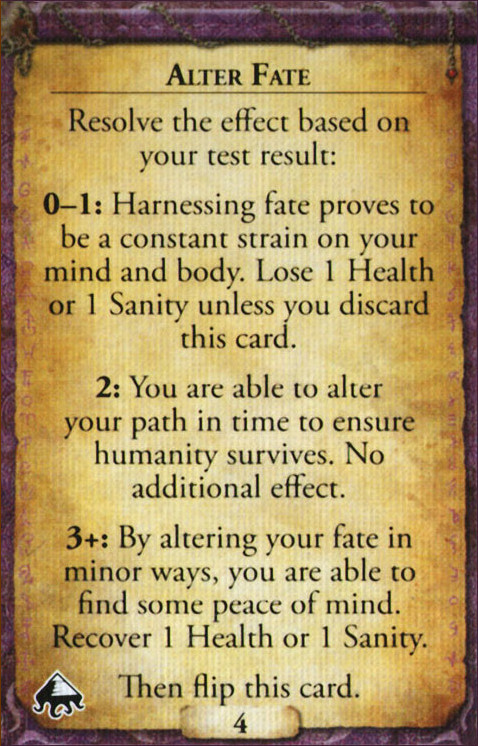 ALTER FATE
Resolve the effect based on
your test result:
0–1: Harnessing fate proves to
be a constant strain on your
mind and body. Lose 1 Health
or 1 Sanity unless you discard
this card.
2: You are able to alter
your path in time to ensure
humanity survives. No
additional effect.
3+: By altering your fate in
minor ways, you are able to
find some peace of mind.
Recover 1 Health or 1 Sanity.
Then flip this card.
4